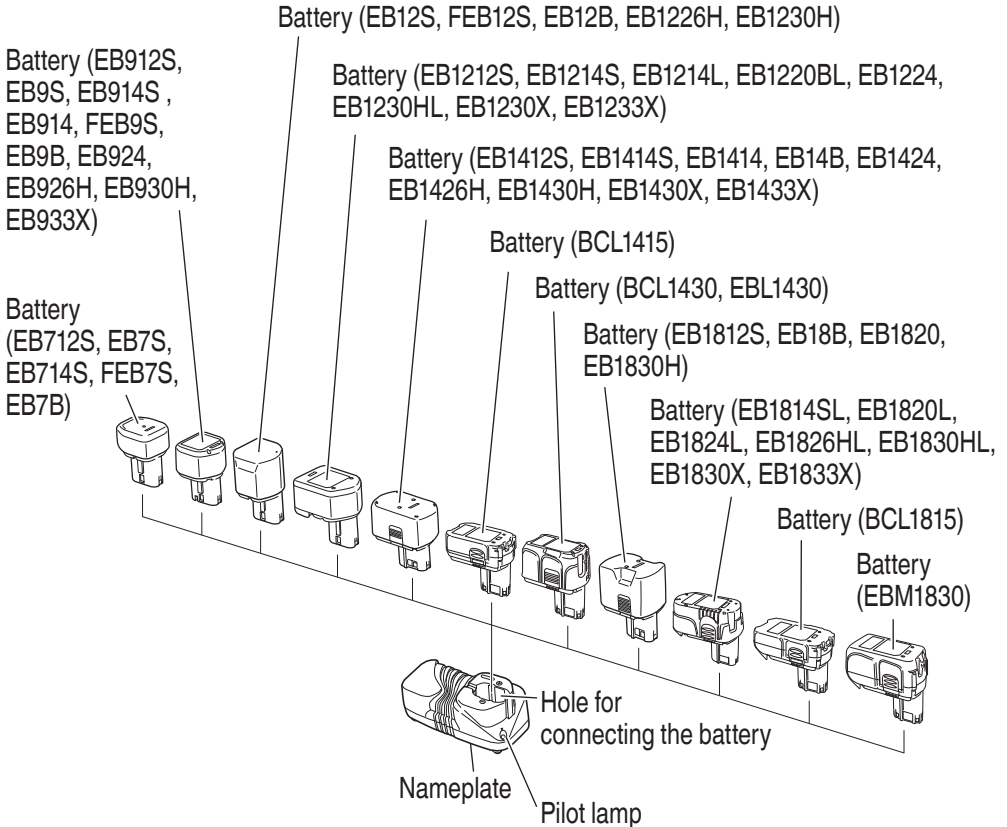 Battery (EB12S, FEB12S, EB12B, EB1226H, EB1230H)
Battery (EB912S,
EB9S, EB914S ,
EB914, FEB9S,
EB9B, EB924,
EB926H, EB930H,
EB933X)
Battery (EB1212S, EB1214S, EB1214L, EB1220BL, EB1224,
EB1230HL, EB1230X, EB1233X)
Battery (EB1412S, EB1414S, EB1414, EB14B, EB1424,
EB1426H, EB1430H, EB1430X, EB1433X)
Battery (BCL1415)
Battery (BCL1430, EBL1430)
Battery
(EB712S, EB7S,
EB714S, FEB7S,
EB7B)
Battery (EB1812S, EB18B, EB1820,
EB1830H)
Battery (EB1814SL, EB1820L,
EB1824L, EB1826HL, EB1830HL,
EB1830X, EB1833X)
Battery (BCL1815)
Battery
(EBM1830)
Hole for
connecting the battery
Nameplate
Pilot lamp